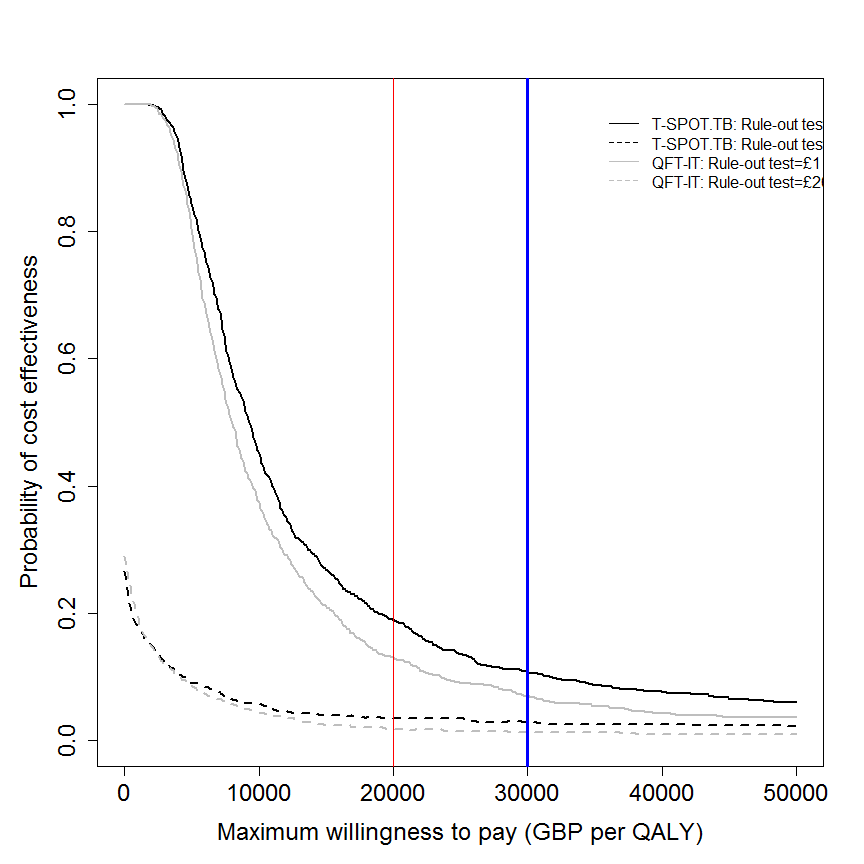 T-SPOT.TB: Rule-out tes
T-SPOT.TB: Rule-out tes
QFT-IT: Rule-out test=£1
QFT-IT: Rule-out test=£20
1.0
0.8
0.6
0.4
0.2
0.0
Probability of cost effectiveness
0 10000 20000 30000 40000 50000
Maximum willingness to pay (GBP per QALY)